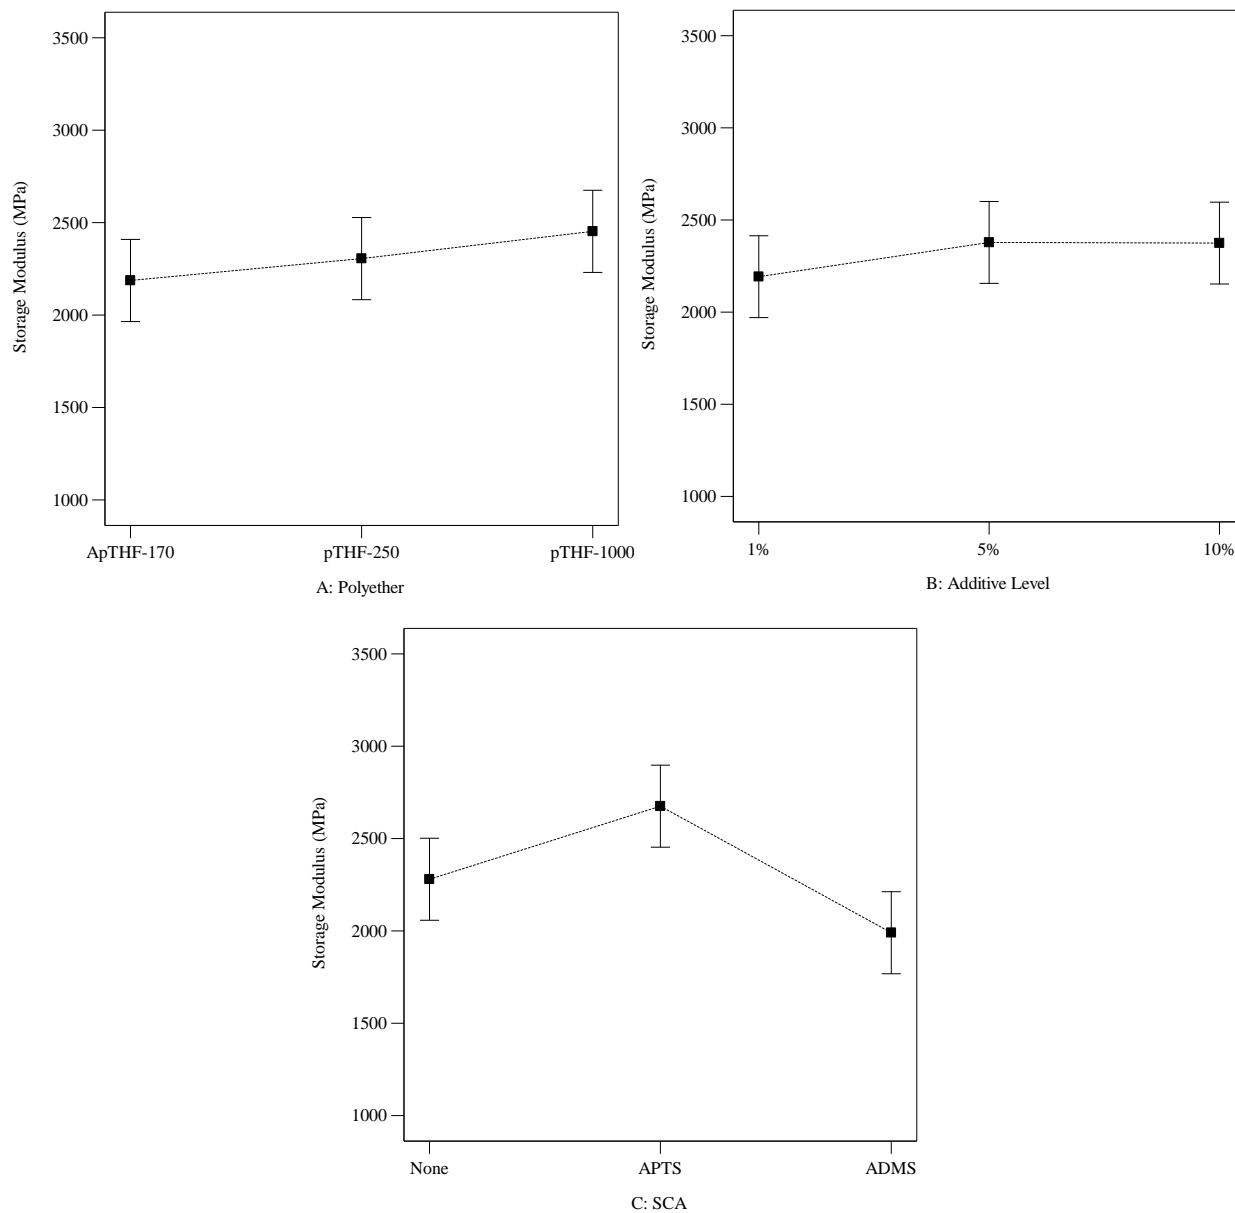 Storage Modulus (MPa)
3500
3000
2500
2000
1500
1000
ApTHF-170 pTHF-250 pTHF-1000
A: Polyether
Storage Modulus (MPa)
3500
3000
2500
2000
1500
1000
1% 5% 10%
B: Additive Level
Storage Modulus (MPa)
3500
3000
2500
2000
1500
1000
None APTS ADMS
C: SCA